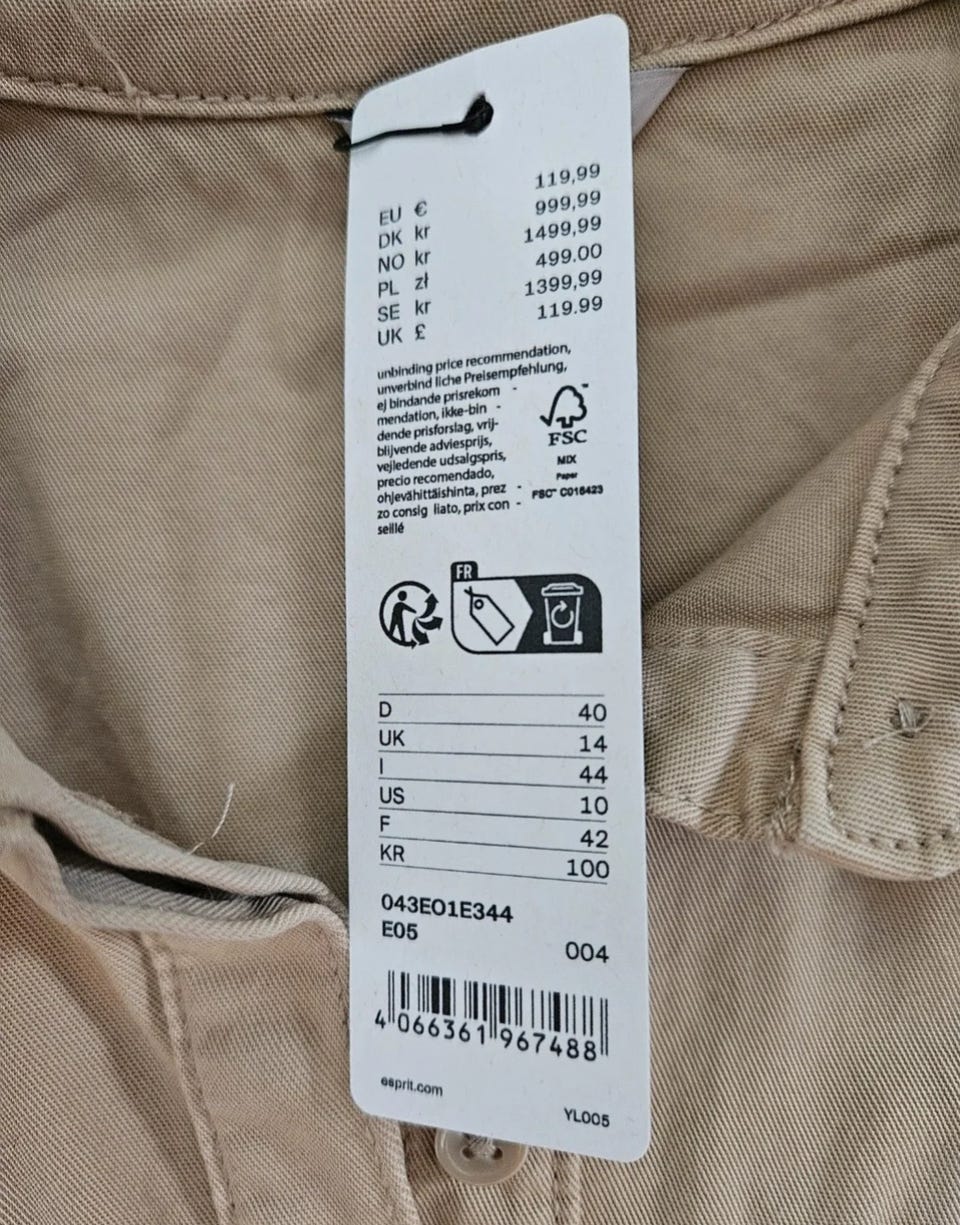 EU € 119,99
DK kr 999,99
NO kr 1499,99
PL zł 499.00
SE kr 1399,99
UK £ 119.99
unbinding price recommendation,
unverbind liche Preisempfehlung,
ej bindande prisrekom -
mendation, ikke-bin -
dende prisforslag, vrij-
blijvende adviesprijs,
vejledende udsalgspris,
precio recomendado,
ohjevähittäishinta, prez -
zo consig liato, prix con -
seillé
FSC
MIX
Paper
FSC™ C016423
FR
D 40
UK 14
I 44
US 10
F 42
KR 100
043EO1E344
E05
004
4 066361 967488
esprit.com
YL005